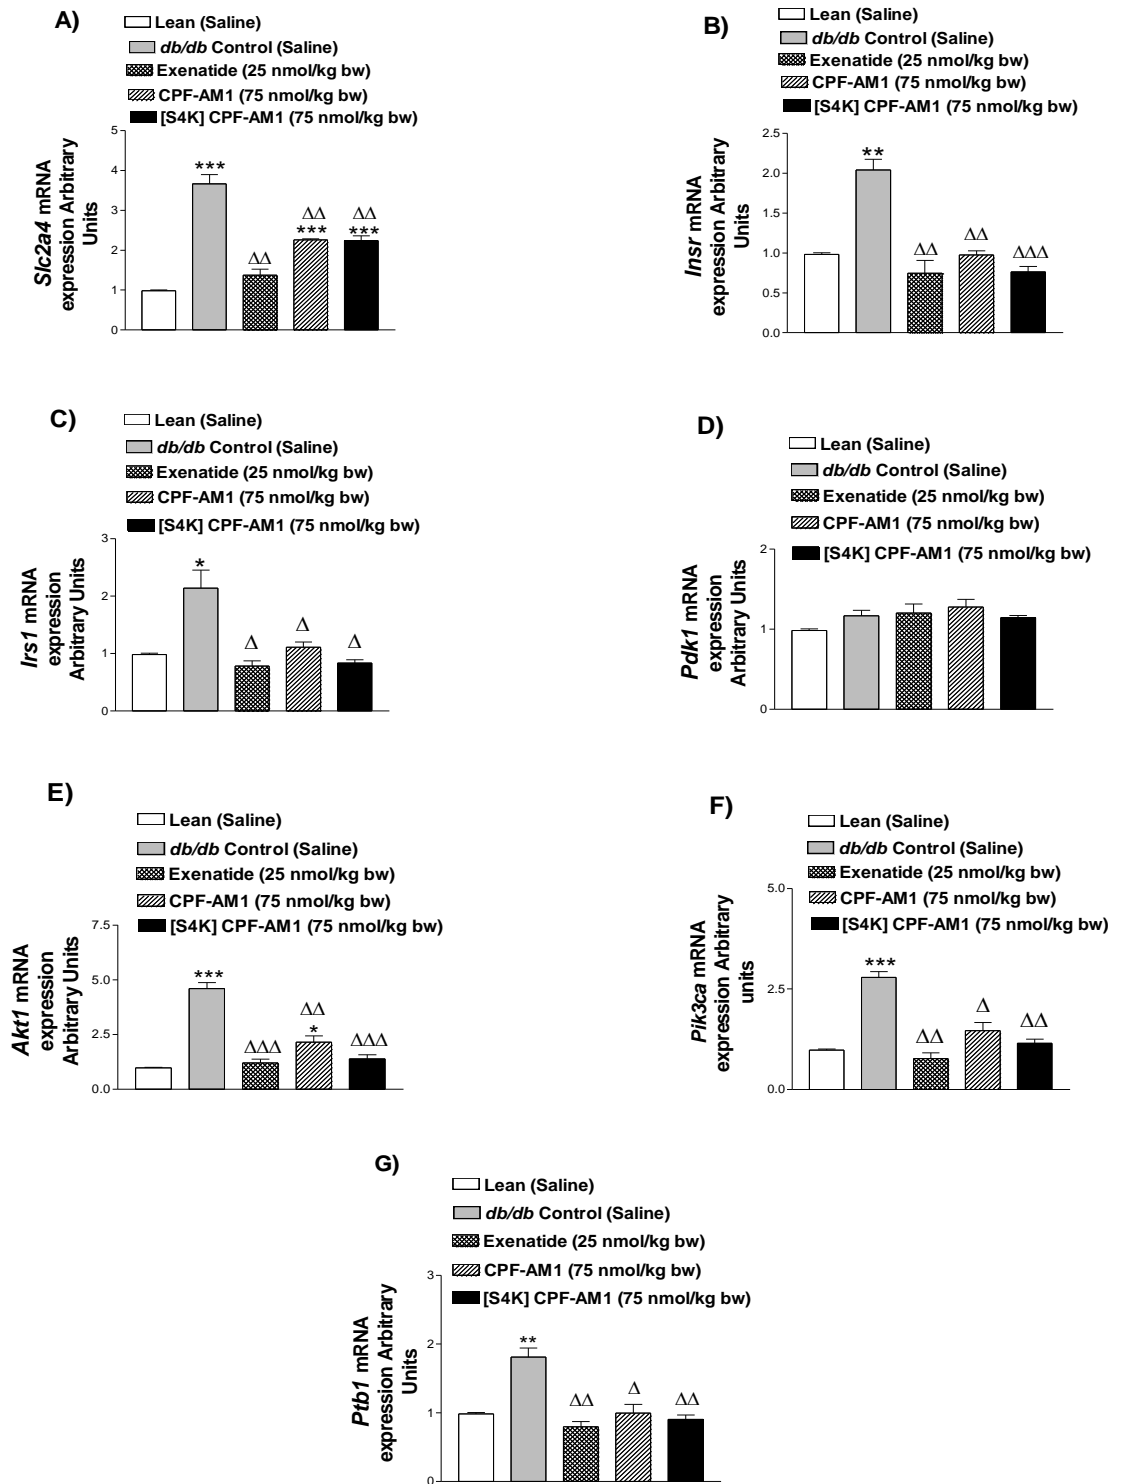 A)
Lean (Saline)
db/db Control (Saline)
Exenatide (25 nmol/kg bw)
CPF-AM1 (75 nmol/kg bw)
[S4K] CPF-AM1 (75 nmol/kg bw)
Slc2a4 mRNA
expression Arbitrary
Units
5
4
3
2
1
0
***
ΔΔ
ΔΔ
***
ΔΔ
***
B)
Lean (Saline)
db/db Control (Saline)
Exenatide (25 nmol/kg bw)
CPF-AM1 (75 nmol/kg bw)
[S4K] CPF-AM1 (75 nmol/kg bw)
Insr mRNA
expression Arbitrary
Units
2.5
2.0
1.5
1.0
0.5
0.0
**
ΔΔ
ΔΔ
ΔΔΔ
C)
Lean (Saline)
db/db Control (Saline)
Exenatide (25 nmol/kg bw)
CPF-AM1 (75 nmol/kg bw)
[S4K] CPF-AM1 (75 nmol/kg bw)
Irs1 mRNA
expression
Arbitrary Units
3
2
1
0
*
Δ
Δ
Δ
D)
Lean (Saline)
db/db Control (Saline)
Exenatide (25 nmol/kg bw)
CPF-AM1 (75 nmol/kg bw)
[S4K] CPF-AM1 (75 nmol/kg bw)
Pdk1 mRNA
expression
Arbitrary Units
2
1
0
E)
Lean (Saline)
db/db Control (Saline)
Exenatide (25 nmol/kg bw)
CPF-AM1 (75 nmol/kg bw)
[S4K] CPF-AM1 (75 nmol/kg bw)
Akt1 mRNA
expression
Arbitrary Units
7.5
5.0
2.5
0.0
***
ΔΔΔ
ΔΔ
*
ΔΔΔ
F)
Lean (Saline)
db/db Control (Saline)
Exenatide (25 nmol/kg bw)
CPF-AM1 (75 nmol/kg bw)
[S4K] CPF-AM1 (75 nmol/kg bw)
Pik3ca mRNA
expression Arbitrary
units
5.0
2.5
0.0
***
ΔΔ
Δ
ΔΔ
G)
Lean (Saline)
db/db Control (Saline)
Exenatide (25 nmol/kg bw)
CPF-AM1 (75 nmol/kg bw)
[S4K] CPF-AM1 (75 nmol/kg bw)
Ptb1 mRNA
expression Arbitrary
Units
3
2
1
0
**
ΔΔ
Δ
ΔΔ